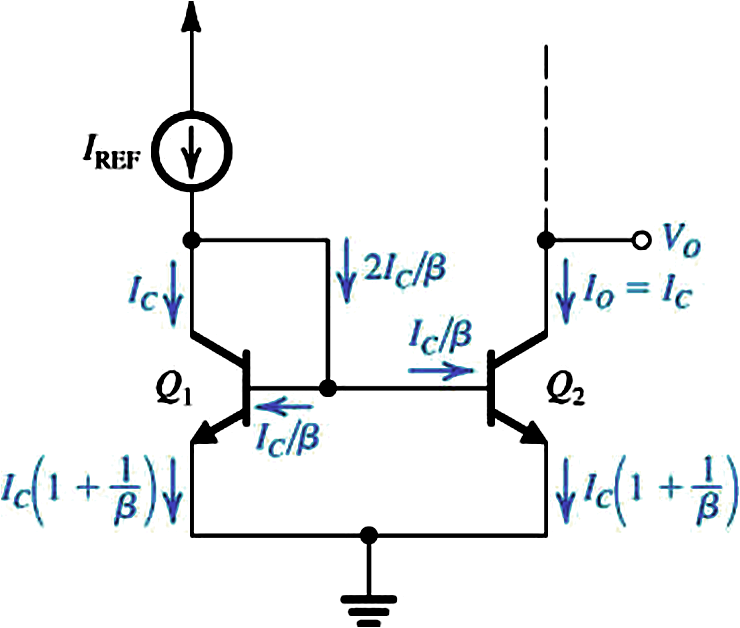 I_REF
V_O
I_C
2I_C/β
I_O = I_C
I_C/β
Q_1
Q_2
I_C/β
I_C(1 + 1/β)
I_C(1 + 1/β)